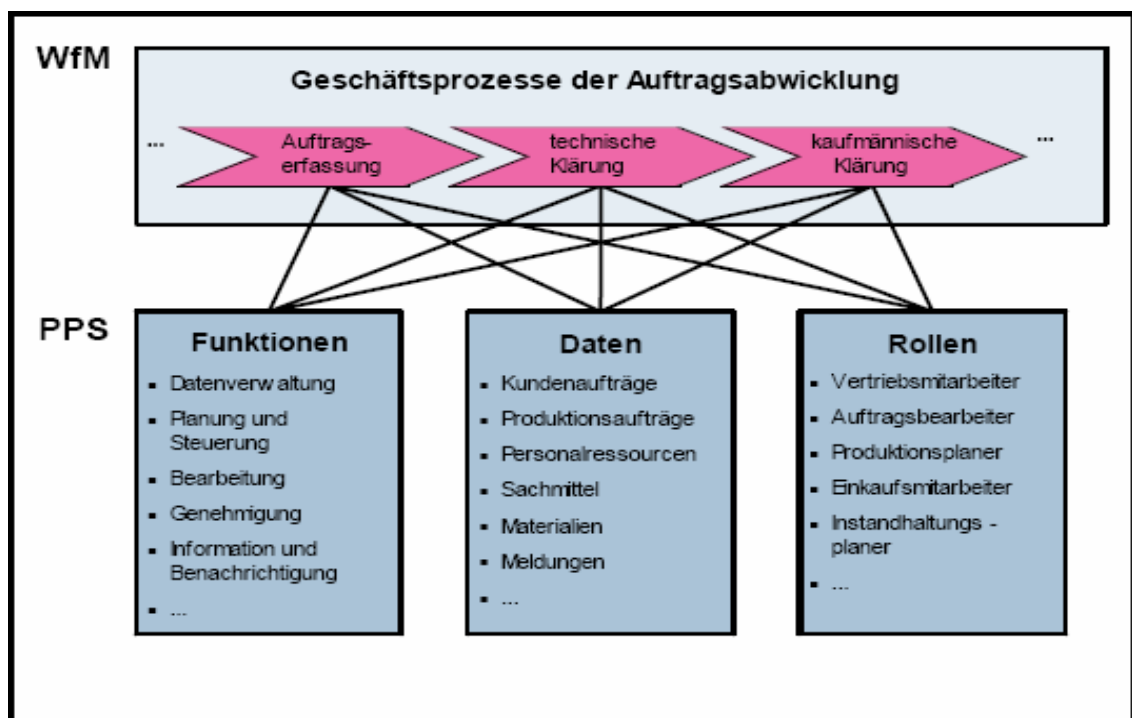 WfM
Geschäftsprozesse der Auftragsabwicklung
...
Auftrags-
erfassung
technische
Klärung
kaufmännische
Klärung
...
PPS
Funktionen
▪ Datenverwaltung
▪ Planung und
Steuerung
▪ Bearbeitung
▪ Genehmigung
▪ Information und
Benachrichtigung
▪ ...
Daten
▪ Kundenaufträge
▪ Produktionsaufträge
▪ Personalressourcen
▪ Sachmittel
▪ Materialien
▪ Meldungen
▪ ...
Rollen
▪ Vertriebsmitarbeiter
▪ Auftragsbearbeiter
▪ Produktionsplaner
▪ Einkaufsmitarbeiter
▪ Instandhaltungs -
planer
▪ ...